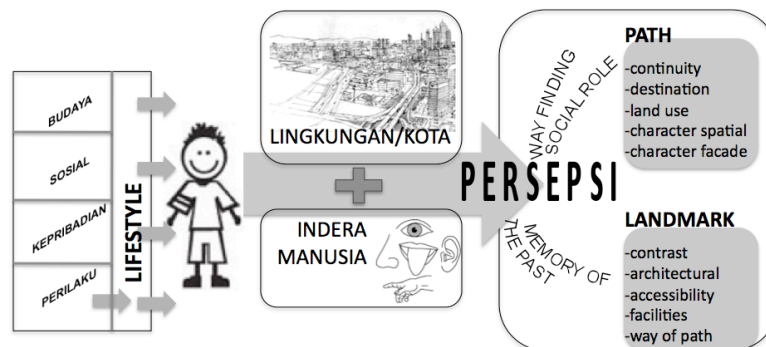 BUDAYA
SOSIAL
KEPRIBADIAN
PERILAKU
LIFESTYLE
LINGKUNGAN/KOTA
INDERA
MANUSIA
PERSEPSI
WAY FINDING
SOCIAL ROLE
MEMORY OF
THE PAST
PATH
-continuity
-destination
-land use
-character spatial
-character facade
LANDMARK
-contrast
-architectural
-accessibility
-facilities
-way of path